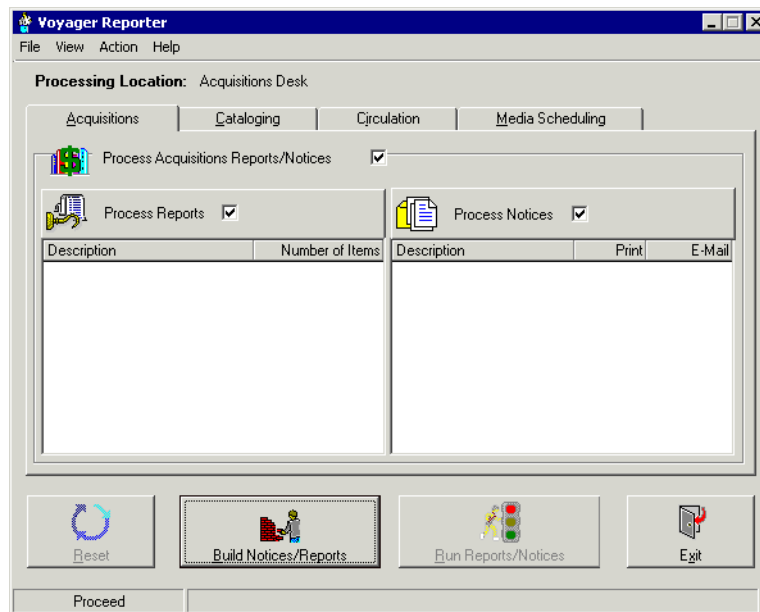 Voyager Reporter
File View Action Help
Processing Location: Acquisitions Desk
Acquisitions Cataloging Circulation Media Scheduling
Process Acquisitions Reports/Notices
Process Reports Process Notices
Description Number of Items Description Print E-Mail
Reset Build Notices/Reports Run Reports/Notices Exit
Proceed